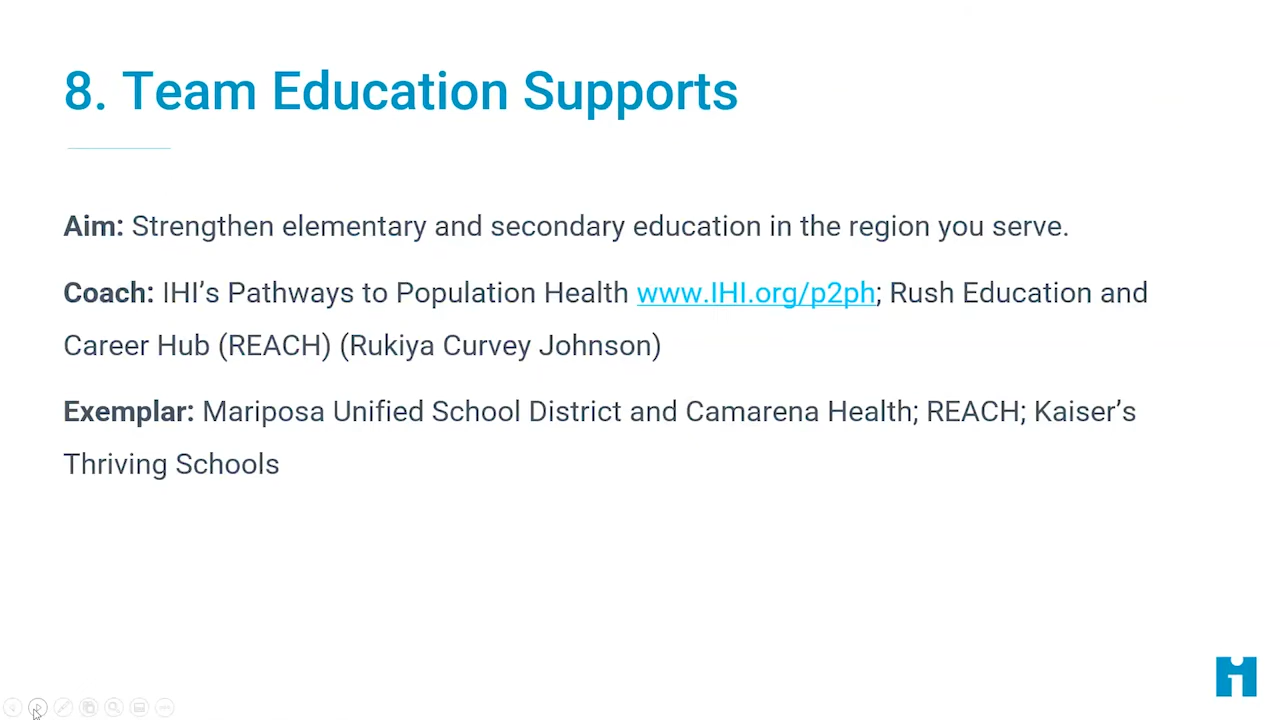 8. Team Education Supports
Aim: Strengthen elementary and secondary education in the region you serve.
Coach: IHI’s Pathways to Population Health www.IHI.org/p2ph; Rush Education and
Career Hub (REACH) (Rukiya Curvey Johnson)
Exemplar: Mariposa Unified School District and Camarena Health; REACH; Kaiser’s
Thriving Schools